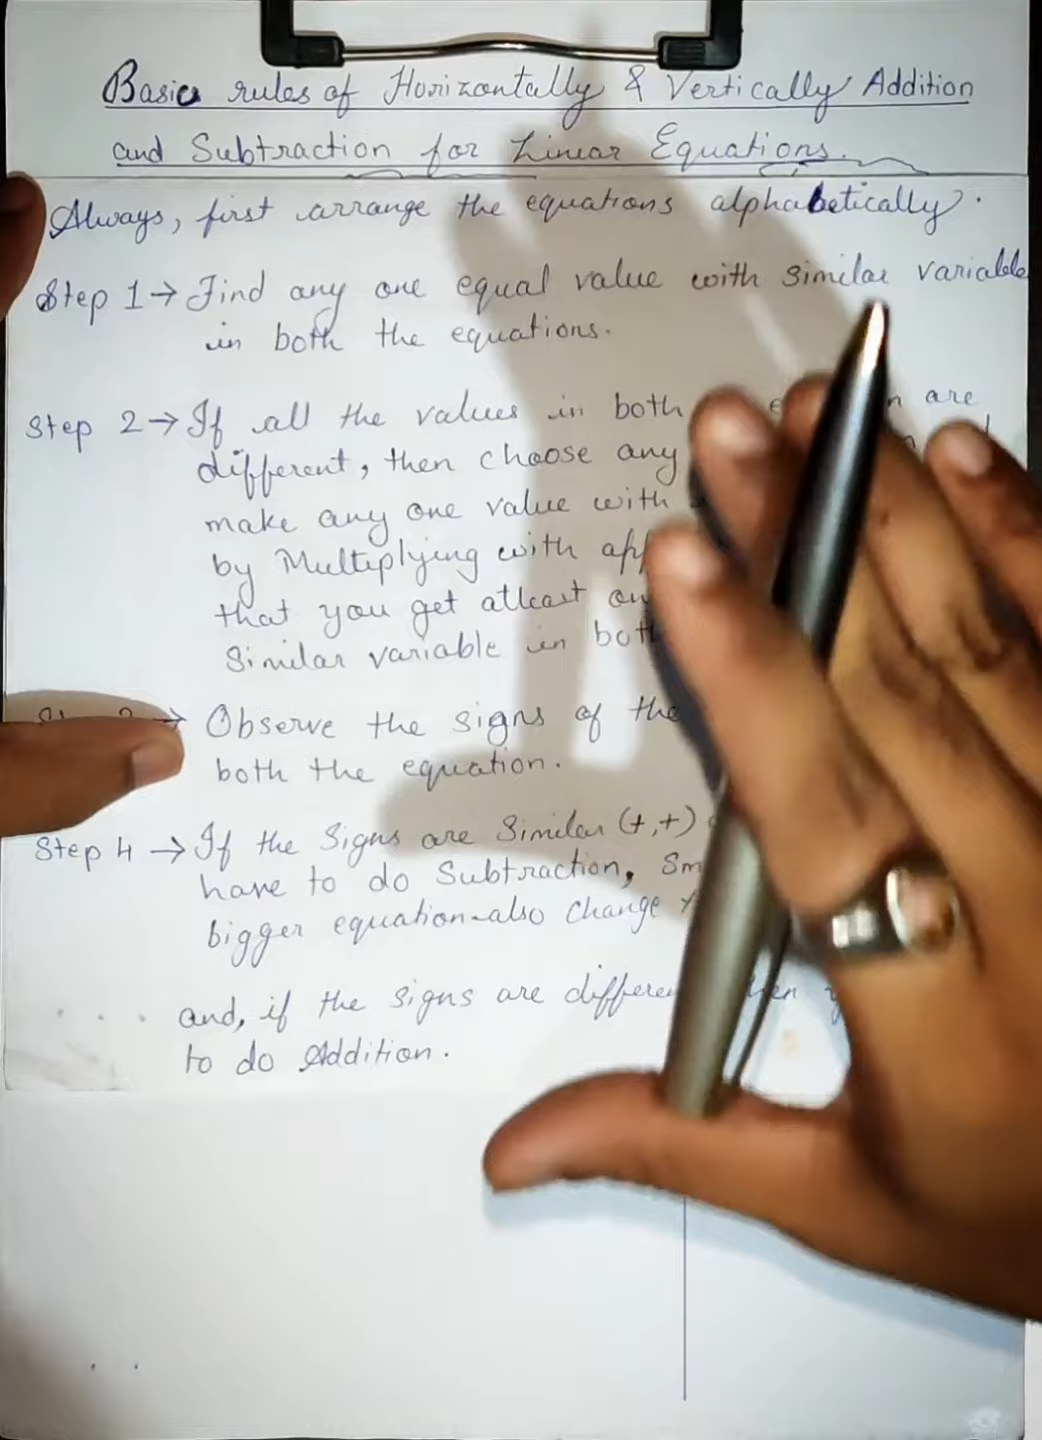 Basic rules of Horizontally & Vertically Addition
and Subtraction for Linear Equations.
Always, first arrange the equations alphabetically.
Step 1→ Find any one equal value with similar variable
in both the equations.
Step 2→ If all the values in both are
different, then choose any
make any one value with
by Multiplying with
that you get atleast
Similar variable in
→ Observe the signs of the
both the equation.
Step 4 → If the Signs are Similar (+,+)
have to do Subtraction,
bigger equation also change
and, if the signs are
to do Addition.